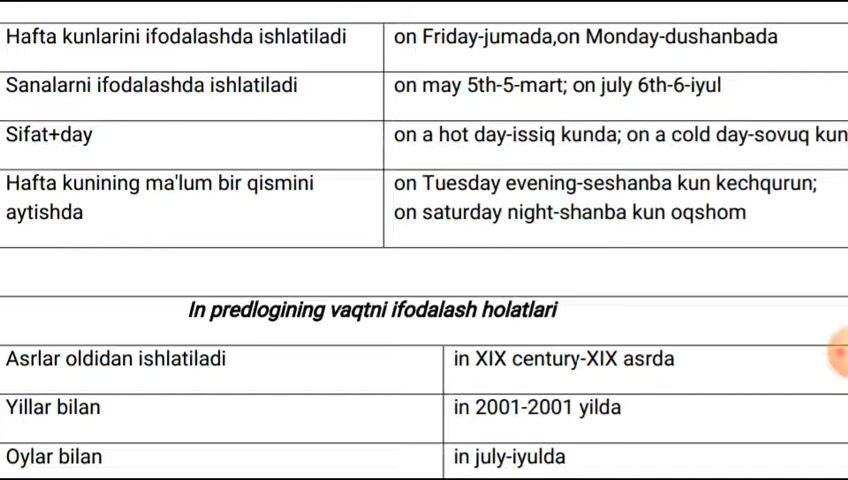 Hafta kunlarini ifodalashda ishlatiladi on Friday-jumada,on Monday-dushanbada
Sanalarni ifodalashda ishlatiladi on may 5th-5-mart; on july 6th-6-iyul
Sifat+day on a hot day-issiq kunda; on a cold day-sovuq kun
Hafta kunining ma'lum bir qismini on Tuesday evening-seshanba kun kechqurun;
aytishda on saturday night-shanba kun oqshom
In predlogining vaqtni ifodalash holatlari
Asrlar oldidan ishlatiladi in XIX century-XIX asrda
Yillar bilan in 2001-2001 yilda
Oylar bilan in july-iyulda